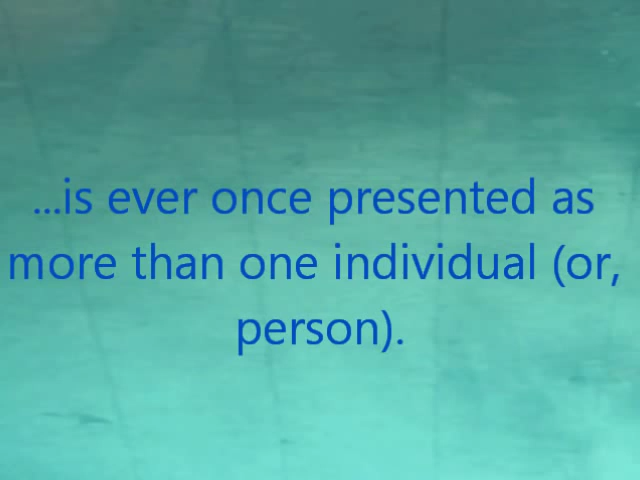 ...is ever once presented as
more than one individual (or,
person).